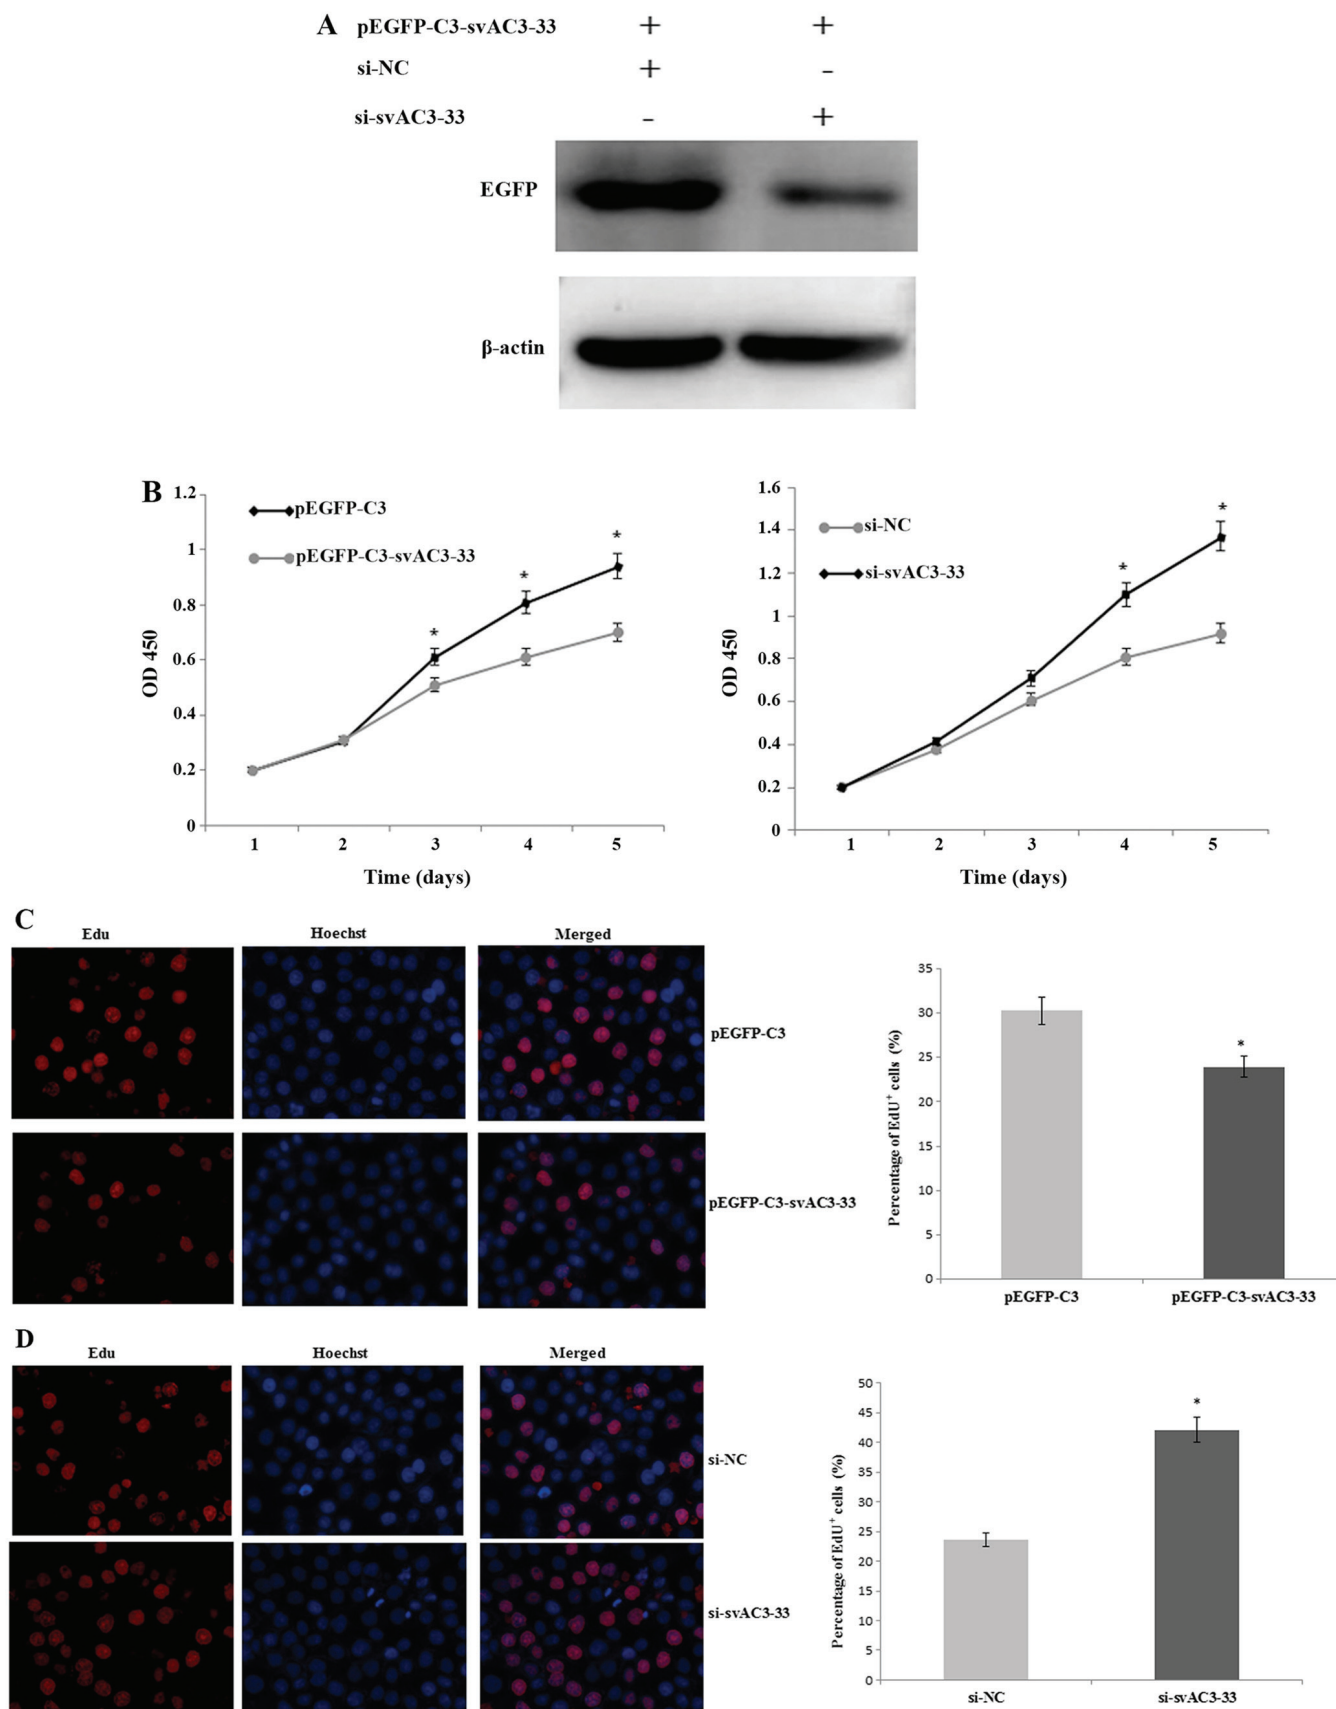 A pEGFP-C3-svAC3-33 + +
si-NC + -
si-svAC3-33 - +
EGFP
β-actin
B
1.2
1
0.8
0.6
0.4
0.2
0
OD 450
pEGFP-C3
pEGFP-C3-svAC3-33
*
*
*
1 2 3 4 5
Time (days)
1.6
1.4
1.2
1
0.8
0.6
0.4
0.2
0
OD 450
si-NC
si-svAC3-33
*
*
1 2 3 4 5
Time (days)
C
Edu Hoechst Merged
pEGFP-C3
pEGFP-C3-svAC3-33
35
30
25
20
15
10
5
0
Percentage of EdU+ cells (%)
*
pEGFP-C3 pEGFP-C3-svAC3-33
D
Edu Hoechst Merged
si-NC
si-svAC3-33
50
45
40
35
30
25
20
15
10
5
0
Percentage of EdU+ cells (%)
*
si-NC si-svAC3-33